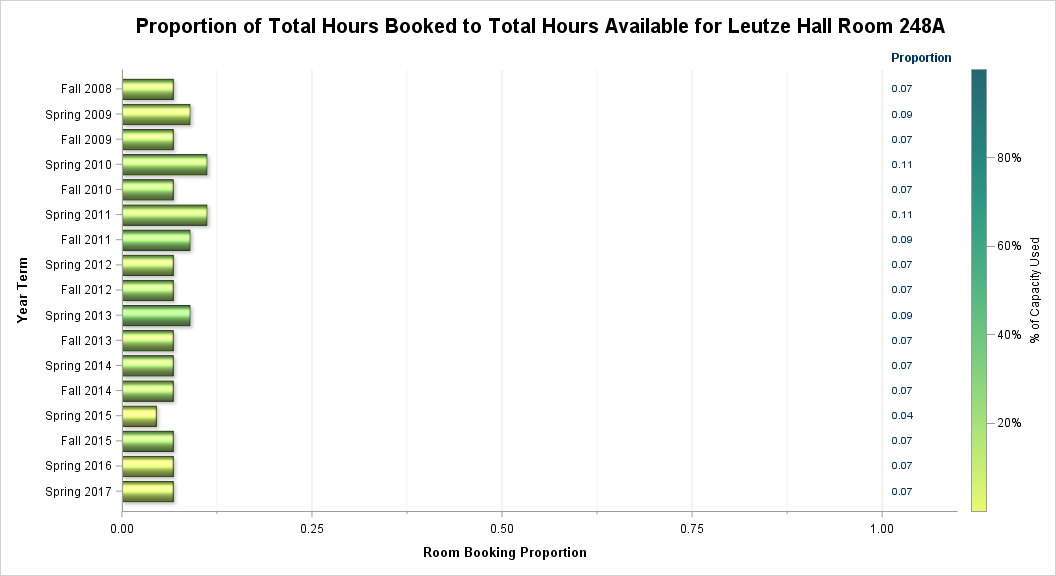 Proportion of Total Hours Booked to Total Hours Available for Leutze Hall Room 248A
Proportion
Fall 2008 0.07
Spring 2009 0.09
Fall 2009 0.07
Spring 2010 0.11
Fall 2010 0.07
Spring 2011 0.11
Fall 2011 0.09
Spring 2012 0.07
Fall 2012 0.07
Spring 2013 0.09
Fall 2013 0.07
Spring 2014 0.07
Fall 2014 0.07
Spring 2015 0.04
Fall 2015 0.07
Spring 2016 0.07
Spring 2017 0.07
Year Term
0.00 0.25 0.50 0.75 1.00
Room Booking Proportion
80%
60%
40%
20%
% of Capacity Used